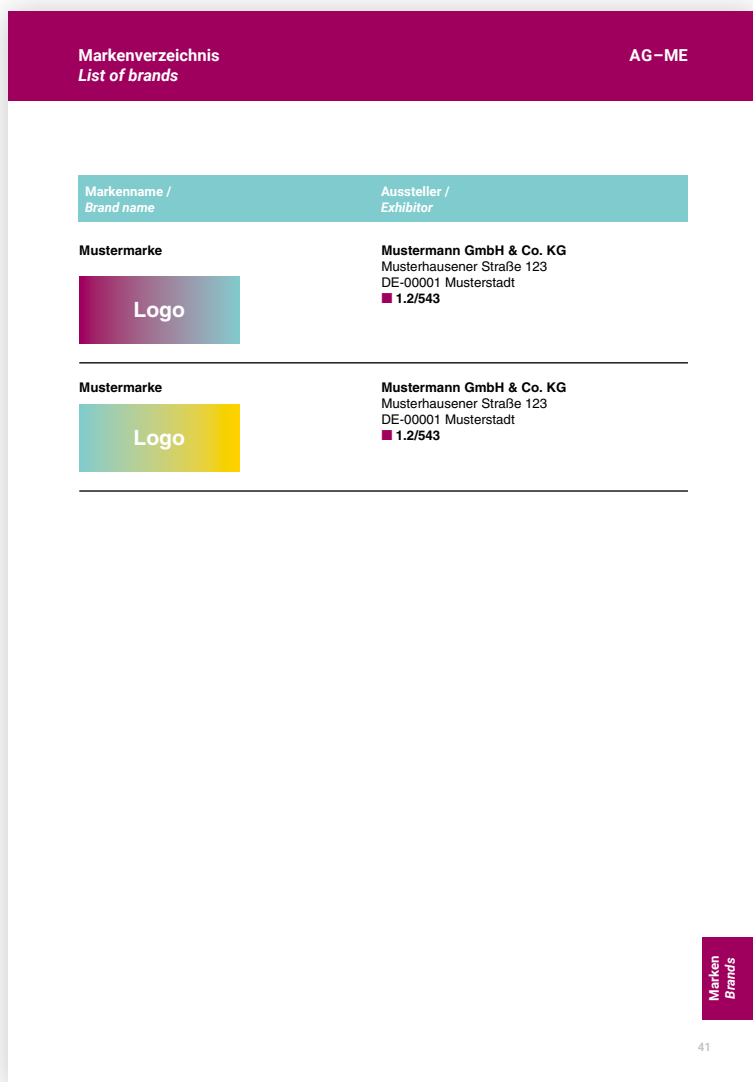 Markenverzeichnis
List of brands
AG–ME
Markenname /
Brand name
Aussteller /
Exhibitor
Mustermarke
Logo
Mustermann GmbH & Co. KG
Musterhausener Straße 123
DE-00001 Musterstadt
1.2/543
Mustermarke
Logo
Mustermann GmbH & Co. KG
Musterhausener Straße 123
DE-00001 Musterstadt
1.2/543
Marken
Brands
41